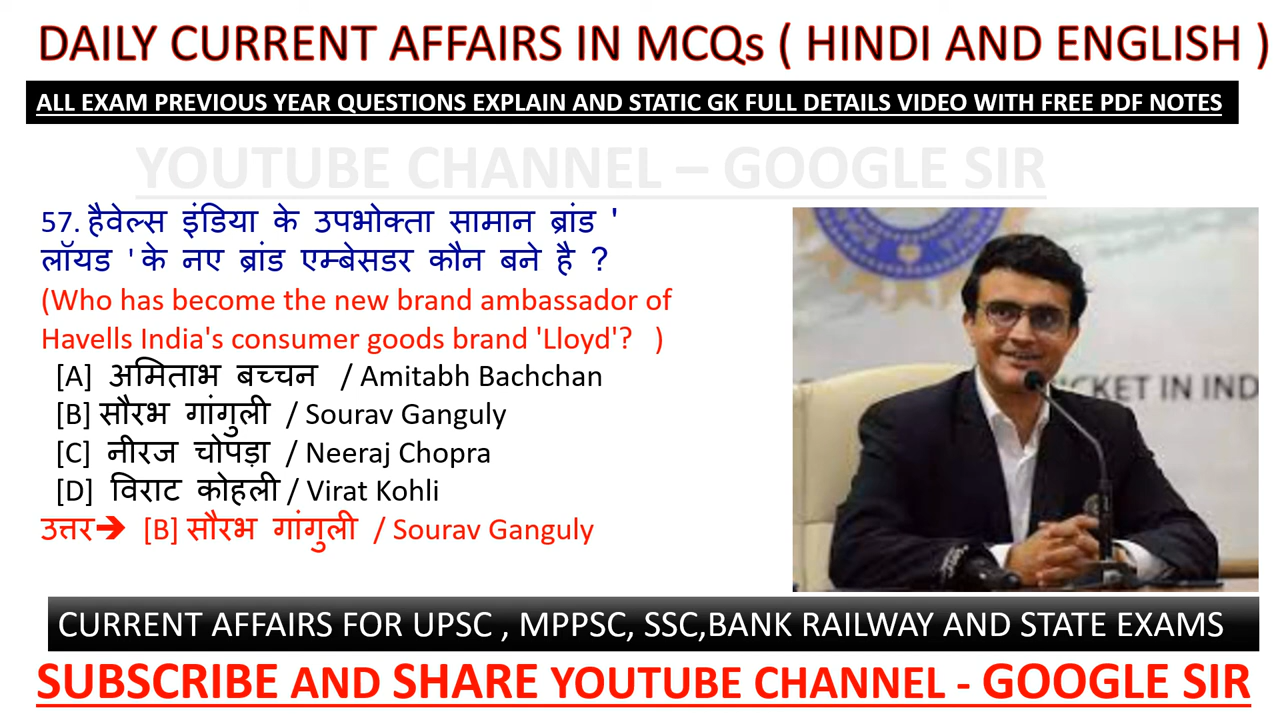 DAILY CURRENT AFFAIRS IN MCQs ( HINDI AND ENGLISH )
ALL EXAM PREVIOUS YEAR QUESTIONS EXPLAIN AND STATIC GK FULL DETAILS VIDEO WITH FREE PDF NOTES
YOUTUBE CHANNEL – GOOGLE SIR
57. हैवेल्स इंडिया के उपभोक्ता सामान ब्रांड '
लॉयड ' के नए ब्रांड एम्बेसडर कौन बने है ?
(Who has become the new brand ambassador of
Havells India's consumer goods brand 'Lloyd'? )
[A] अमिताभ बच्चन / Amitabh Bachchan
[B] सौरभ गांगुली / Sourav Ganguly
[C] नीरज चोपड़ा / Neeraj Chopra
[D] विराट कोहली / Virat Kohli
उत्तर➔ [B] सौरभ गांगुली / Sourav Ganguly
ICKET IN IND
CURRENT AFFAIRS FOR UPSC , MPPSC, SSC,BANK RAILWAY AND STATE EXAMS
SUBSCRIBE AND SHARE YOUTUBE CHANNEL - GOOGLE SIR